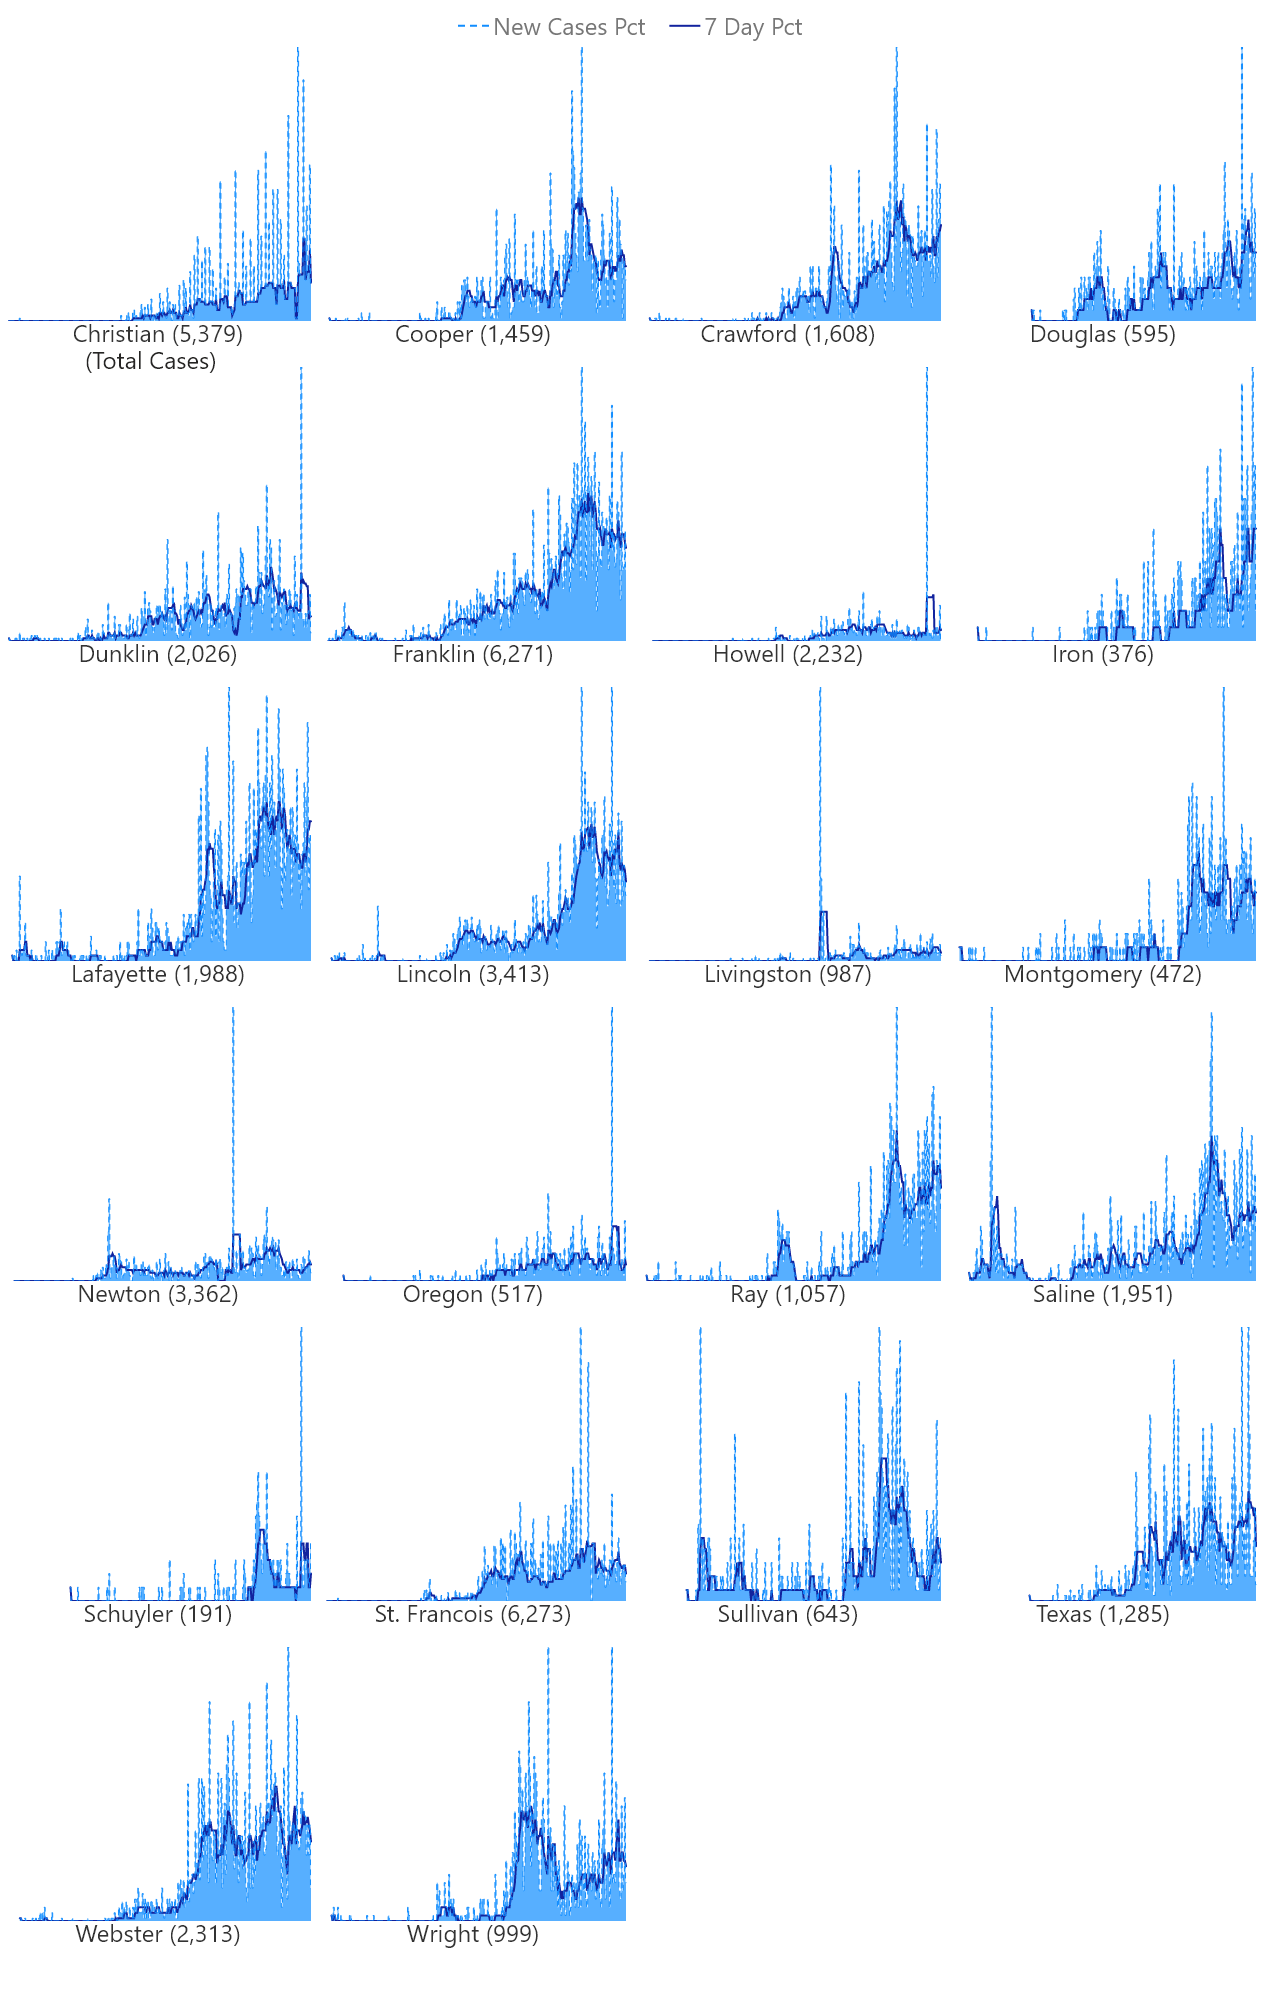 New Cases Pct 7 Day Pct
Christian (5,379) Cooper (1,459) Crawford (1,608) Douglas (595)
(Total Cases)
Dunklin (2,026) Franklin (6,271) Howell (2,232) Iron (376)
Lafayette (1,988) Lincoln (3,413) Livingston (987) Montgomery (472)
Newton (3,362) Oregon (517) Ray (1,057) Saline (1,951)
Schuyler (191) St. Francois (6,273) Sullivan (643) Texas (1,285)
Webster (2,313) Wright (999)